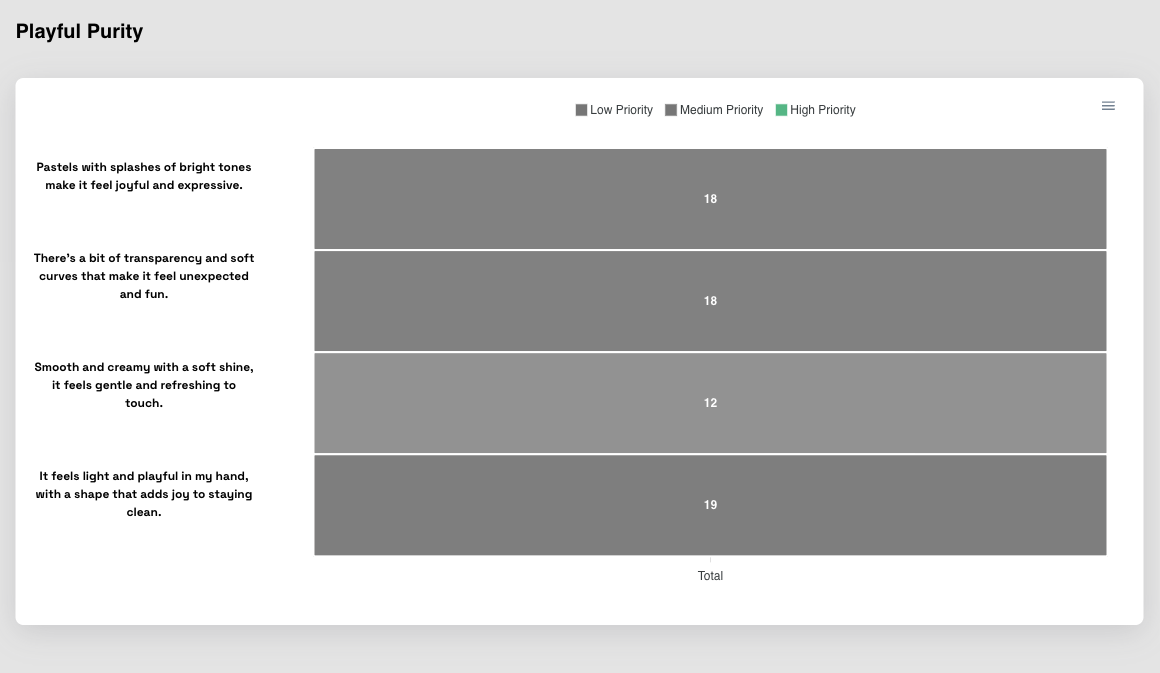 Playful Purity
Low Priority
Medium Priority
High Priority
Pastels with splashes of bright tones
make it feel joyful and expressive.
18
There's a bit of transparency and soft
curves that make it feel unexpected
and fun.
18
Smooth and creamy with a soft shine,
it feels gentle and refreshing to
touch.
12
It feels light and playful in my hand,
with a shape that adds joy to staying
clean.
19
Total